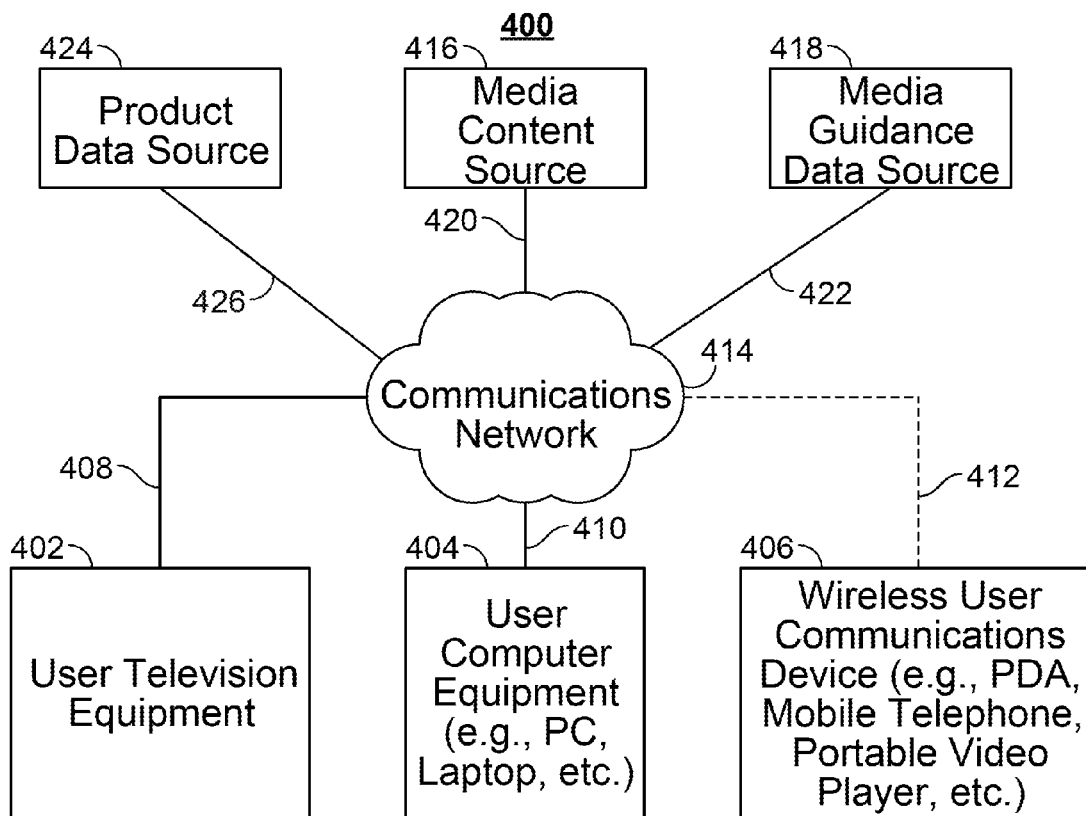 400
424
416
418
Product
Data Source
Media
Content
Source
Media
Guidance
Data Source
420
426
422
414
Communications
Network
408
412
410
402
404
406
User Television
Equipment
User
Computer
Equipment
(e.g., PC,
Laptop, etc.)
Wireless User
Communications
Device (e.g., PDA,
Mobile Telephone,
Portable Video
Player, etc.)